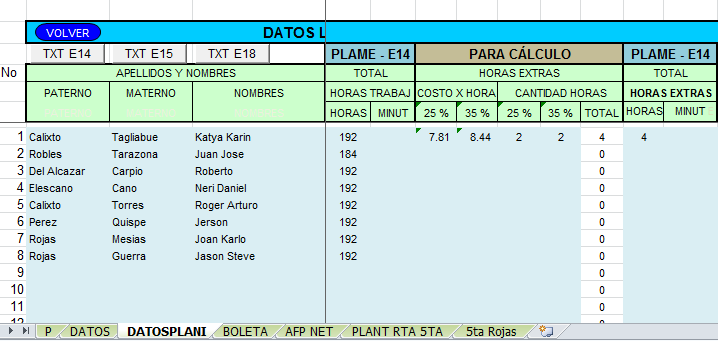 VOLVER DATOS L
TXT E14 TXT E15 TXT E18 PLAME - E14 PARA CÁLCULO PLAME - E14
No APELLIDOS Y NOMBRES TOTAL HORAS EXTRAS TOTAL
PATERNO MATERNO NOMBRES HORAS TRABAJ COSTO X HORA CANTIDAD HORAS HORAS EXTRAS
HORAS MINUT 25 % 35 % 25 % 35 % TOTAL HORAS MINUT
1 Calixto Tagliabue Katya Karin 192 7.81 8.44 2 2 4 4
2 Robles Tarazona Juan Jose 184 0
3 Del Alcazar Carpio Roberto 192 0
4 Elescano Cano Neri Daniel 192 0
5 Calixto Torres Roger Arturo 192 0
6 Perez Quispe Jerson 192 0
7 Rojas Mesias Joan Karlo 192 0
8 Rojas Guerra Jason Steve 192 0
9 0
10 0
11 0
P DATOS DATOSPLANI BOLETA AFP NET PLANT RTA 5TA 5ta Rojas